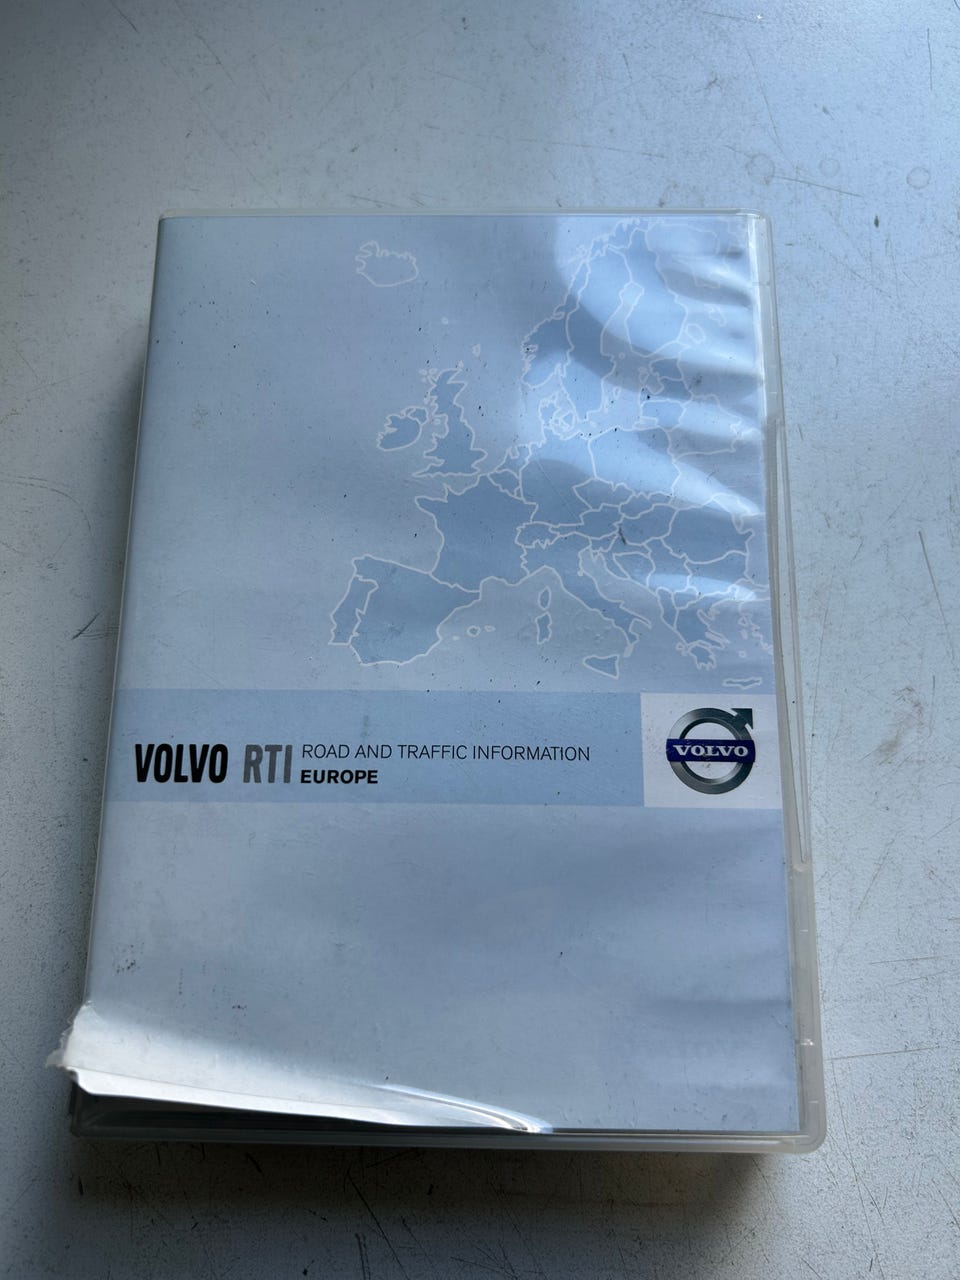 VOLVO RTI ROAD AND TRAFFIC INFORMATION
EUROPE
VOLVO